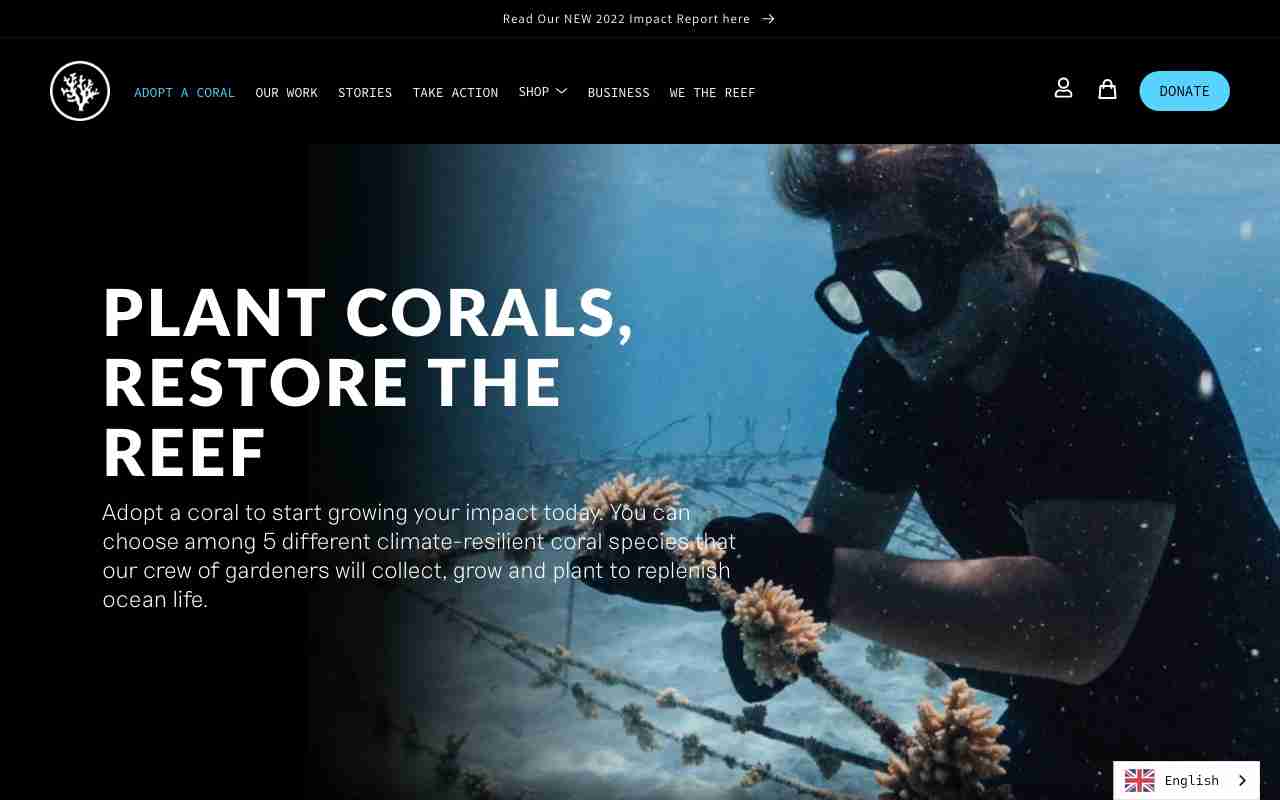 Read Our NEW 2022 Impact Report here
ADOPT A CORAL OUR WORK STORIES TAKE ACTION SHOP BUSINESS WE THE REEF DONATE
PLANT CORALS,
RESTORE THE
REEF
Adopt a coral to start growing your impact today. You can
choose among 5 different climate-resilient coral species that
our crew of gardeners will collect, grow and plant to replenish
ocean life.
English